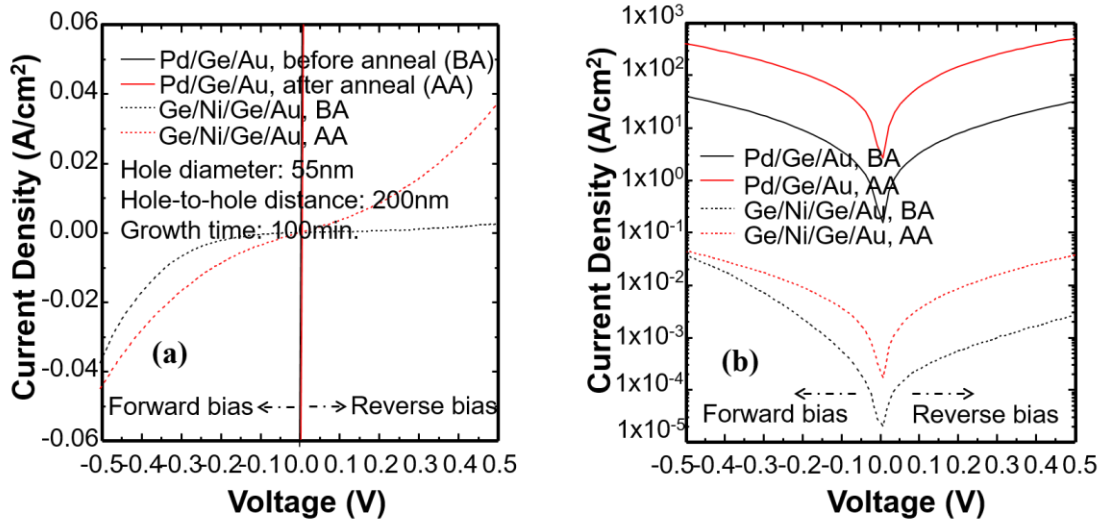 Current Density (A/cm²)
0.06
0.04
0.02
0.00
-0.02
-0.04
-0.06
Pd/Ge/Au, before anneal (BA)
Pd/Ge/Au, after anneal (AA)
Ge/Ni/Ge/Au, BA
Ge/Ni/Ge/Au, AA
Hole diameter: 55nm
Hole-to-hole distance: 200nm
Growth time: 100min.
(a)
Forward bias
Reverse bias
-0.5-0.4-0.3-0.2-0.1 0.0 0.1 0.2 0.3 0.4 0.5
Voltage (V)
Current Density (A/cm²)
1x10³
1x10²
1x10¹
1x10⁰
1x10⁻¹
1x10⁻²
1x10⁻³
1x10⁻⁴
1x10⁻⁵
Pd/Ge/Au, BA
Pd/Ge/Au, AA
Ge/Ni/Ge/Au, BA
Ge/Ni/Ge/Au, AA
(b)
Forward bias
Reverse bias
-0.5-0.4-0.3-0.2-0.1 0.0 0.1 0.2 0.3 0.4 0.5
Voltage (V)